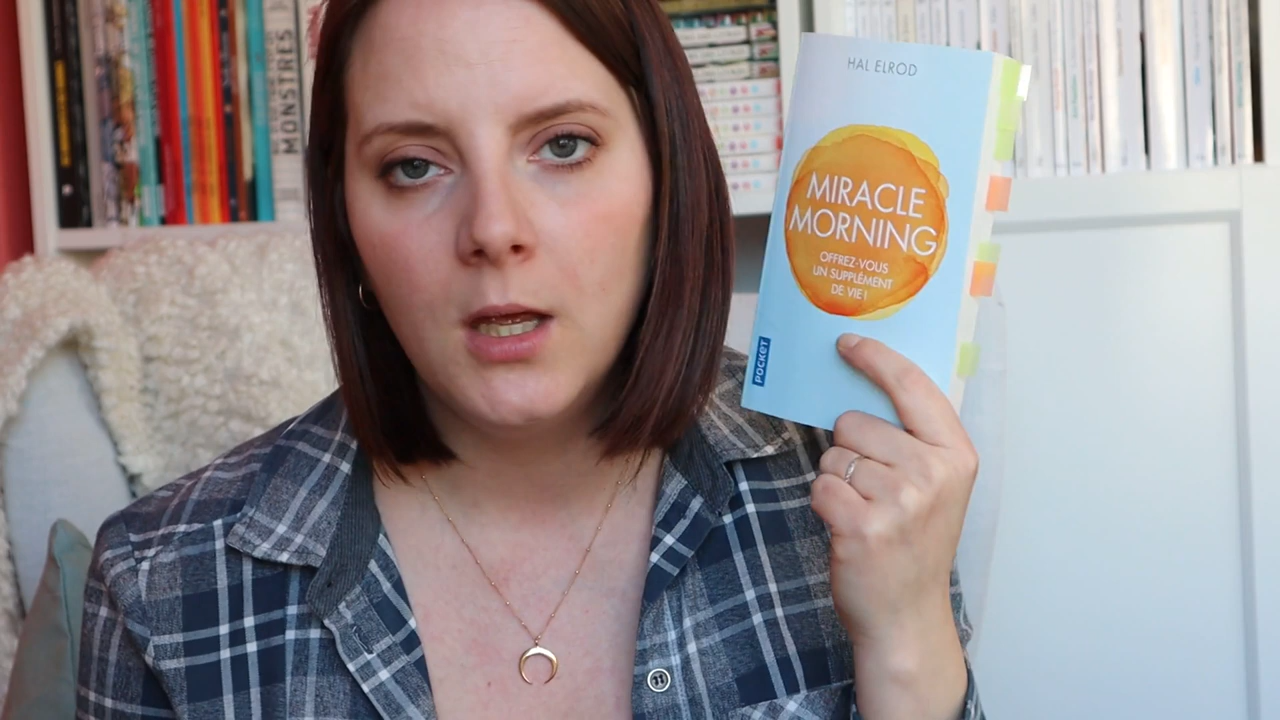 MONSTRES
HAL ELROD
MIRACLE
MORNING
OFFREZ-VOUS
UN SUPPLÉMENT
DE VIE !
POCKET